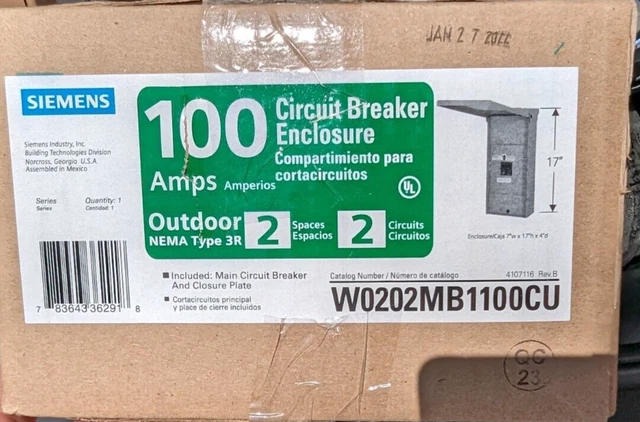 JAN 27 2022
SIEMENS
Siemens Industry, Inc.
Building Technologies Division
Norcross, Georgia U.S.A.
Assembled in Mexico
Series
Series
Quantity: 1
Cantidad: 1
7 83643 36291 8
100
Amps Amperios
Circuit Breaker
Enclosure
Compartimiento para
cortacircuitos
UL
Outdoor
NEMA Type 3R
2 Spaces
Espacios
2 Circuits
Circuitos
17"
Enclosure/Caja 7"w x 17"h x 4"d
Included: Main Circuit Breaker
And Closure Plate
Cortacircuitos principal
y placa de cierre incluidos
Catalog Number / Número de catálogo
4107116 Rev.B
W0202MB1100CU
QC
23